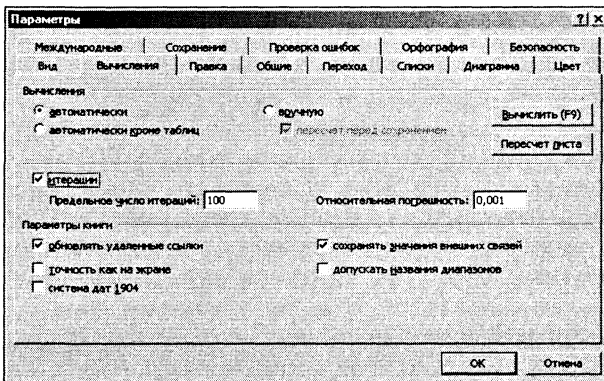 Параметры
Международные Сохранение Проверка ошибок Орфография Безопасность
Вид Вычисления Правка Общие Переход Списки Диаграмма Цвет
Вычисления
автоматически вручную Вычислить (F9)
автоматически кроме таблиц пересчет перед сохранением
Пересчет листа
итерации
Предельное число итераций: 100 Относительная погрешность: 0,001
Параметры книги
обновлять удаленные ссылки сохранять значения внешних связей
точность как на экране допускать названия диапазонов
система дат 1904
ОК Отмена